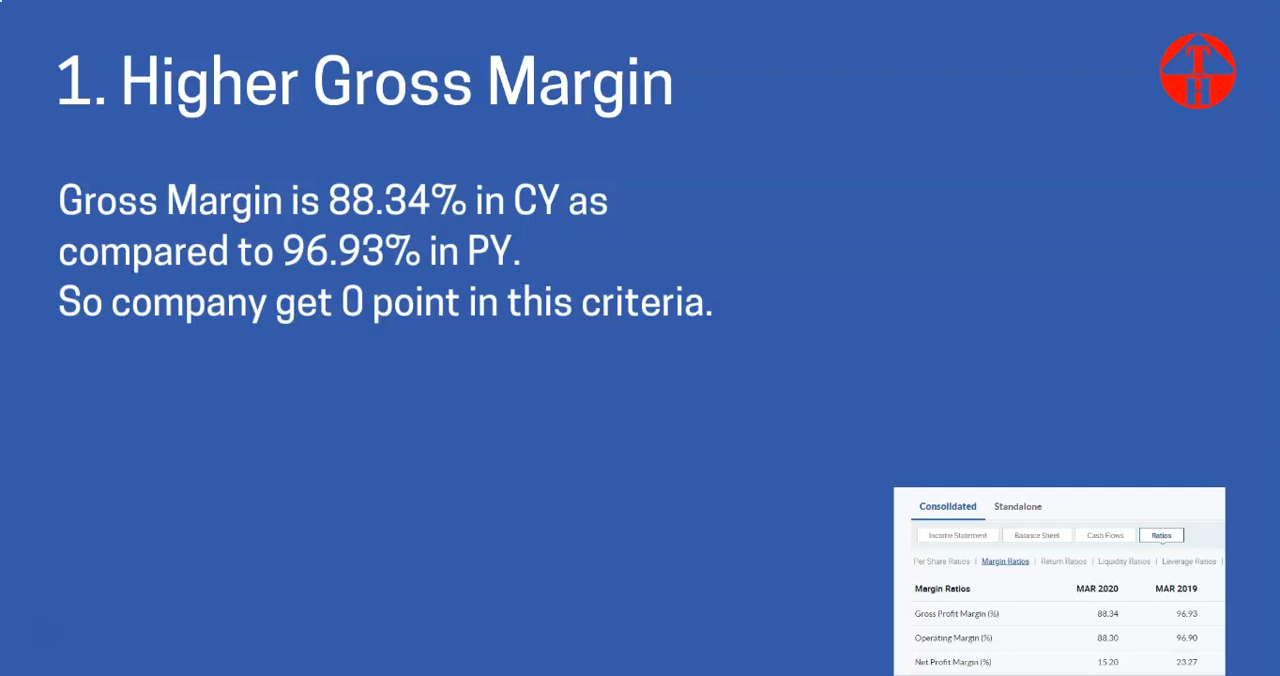 1. Higher Gross Margin
T
H
Gross Margin is 88.34% in CY as
compared to 96.93% in PY.
So company get 0 point in this criteria.
Consolidated Standalone
Income Statement Balance Sheet Cash Flows Ratios
Per Share Ratios | Margin Ratios | Return Ratios | Liquidity Ratios | Leverage Ratios |
Margin Ratios MAR 2020 MAR 2019
Gross Profit Margin (%) 88.34 96.93
Operating Margin (%) 88.30 96.90
Net Profit Margin (%) 15.20 23.27